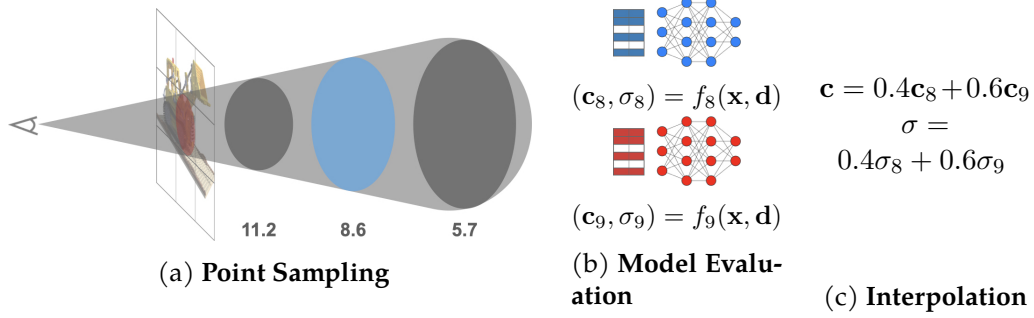 11.2 8.6 5.7
(a) Point Sampling
(𝐜₈, σ₈) = f₈(𝐱, 𝐝)
(𝐜₉, σ₉) = f₉(𝐱, 𝐝)
(b) Model Evalu-
ation
𝐜 = 0.4𝐜₈+0.6𝐜₉
σ =
0.4σ₈ + 0.6σ₉
(c) Interpolation